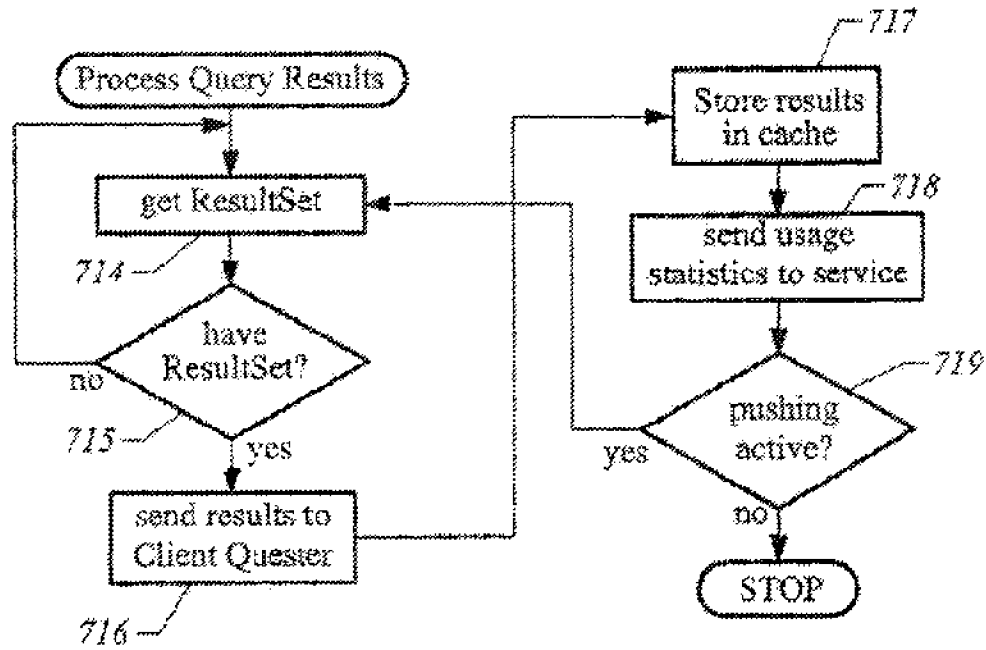 Process Query Results
get ResultSet
714
have
ResultSet?
no
715
yes
send results to
Client Quester
716
717
Store results
in cache
718
send usage
statistics to service
719
pushing
active?
yes
no
STOP